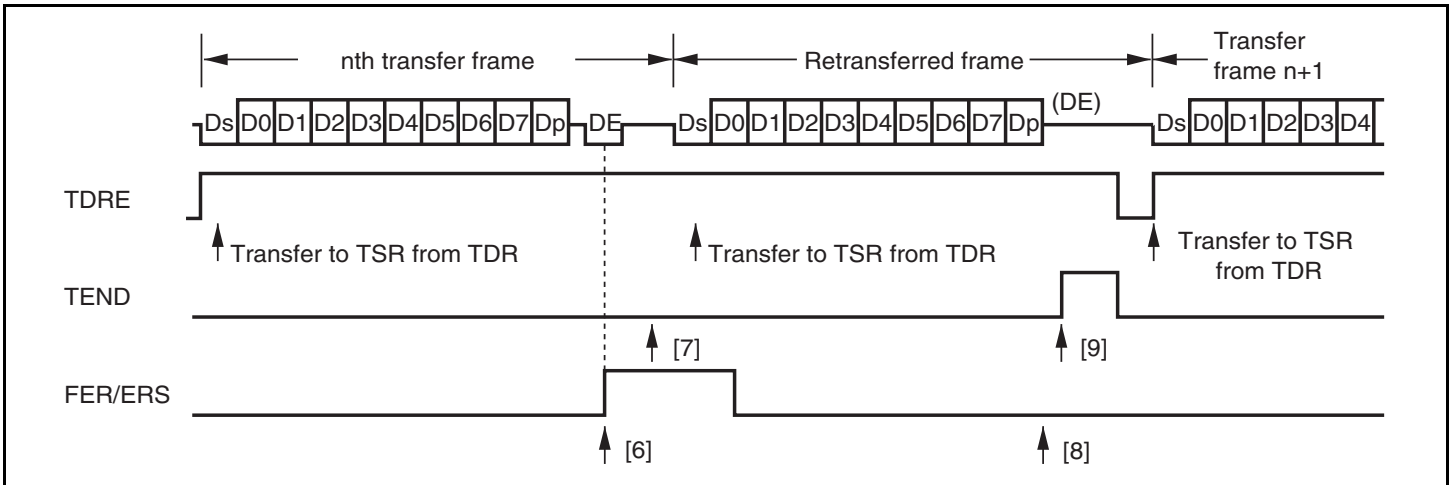 nth transfer frame
Retransferred frame
Transfer
frame n+1
Ds D0 D1 D2 D3 D4 D5 D6 D7 Dp DE Ds D0 D1 D2 D3 D4 D5 D6 D7 Dp (DE) Ds D0 D1 D2 D3 D4
TDRE
Transfer to TSR from TDR
Transfer to TSR from TDR
Transfer to TSR
from TDR
TEND
[7]
[9]
FER/ERS
[6]
[8]